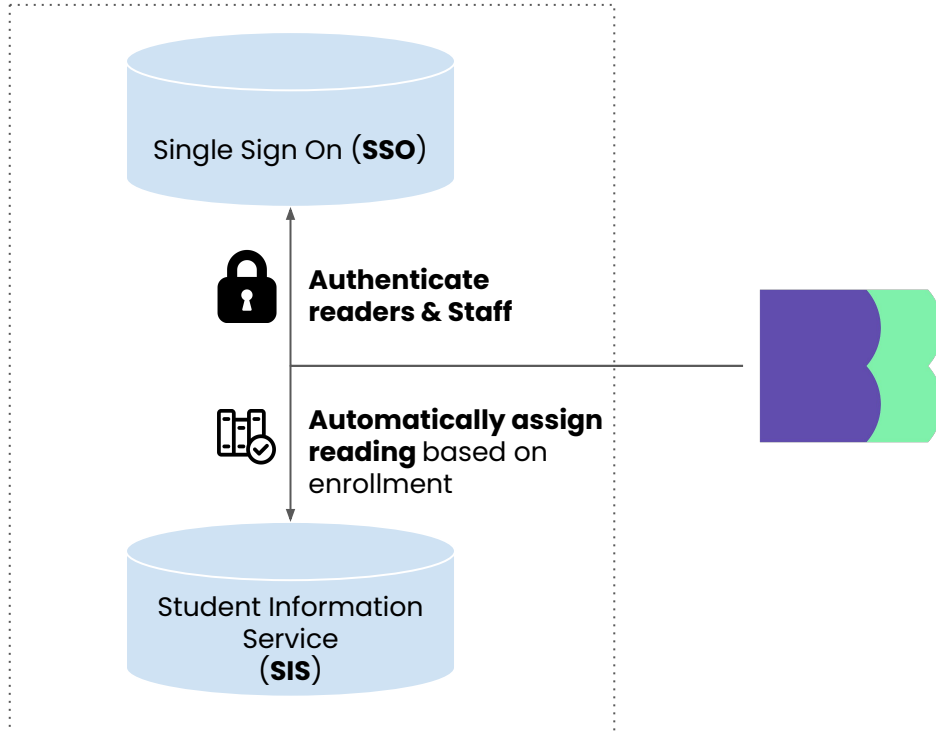 Single Sign On (SSO)
Authenticate
readers & Staff
Automatically assign
reading based on
enrollment
Student Information
Service
(SIS)